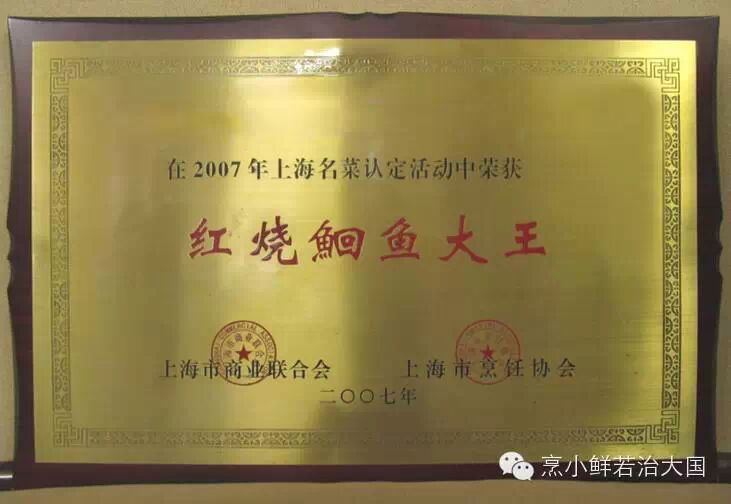 在2007年上海名菜认定活动中荣获
红烧鮰鱼大王
上海市商业联合会 上海市烹饪协会
二〇〇七年
烹小鲜若治大国